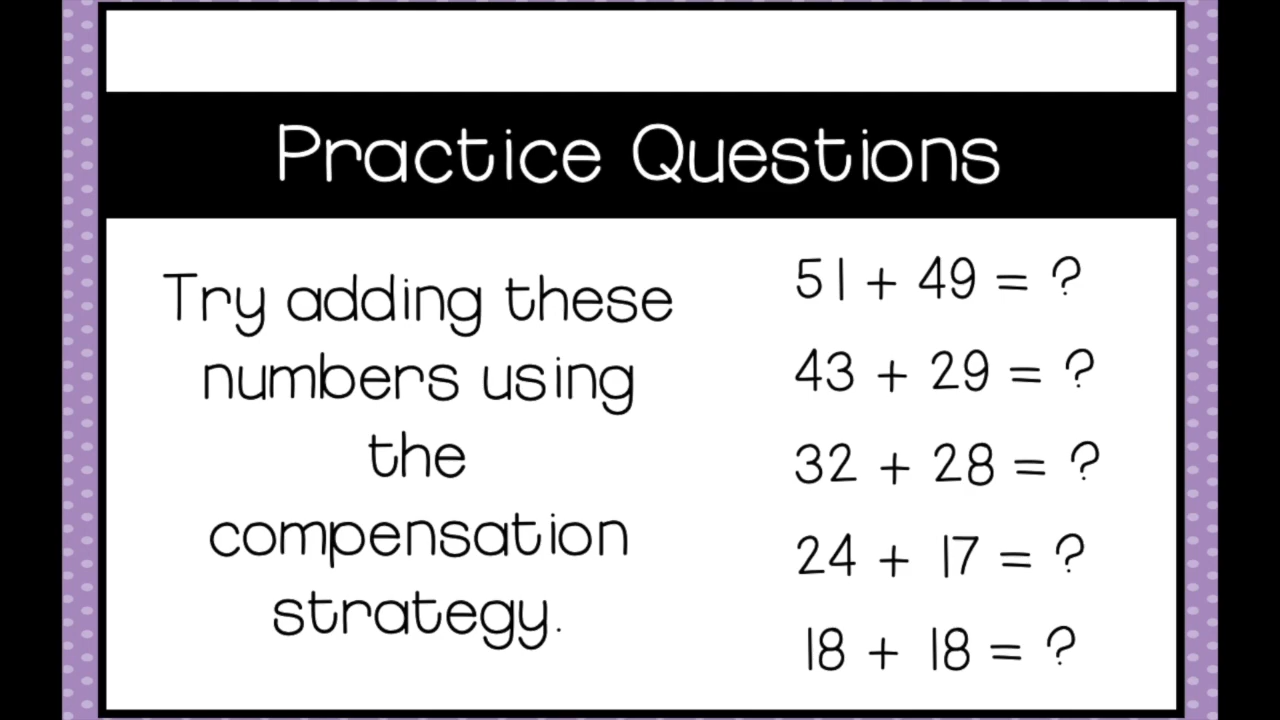 Practice Questions
Try adding these
numbers using
the
compensation
strategy.
51 + 49 = ?
43 + 29 = ?
32 + 28 = ?
24 + 17 = ?
18 + 18 = ?